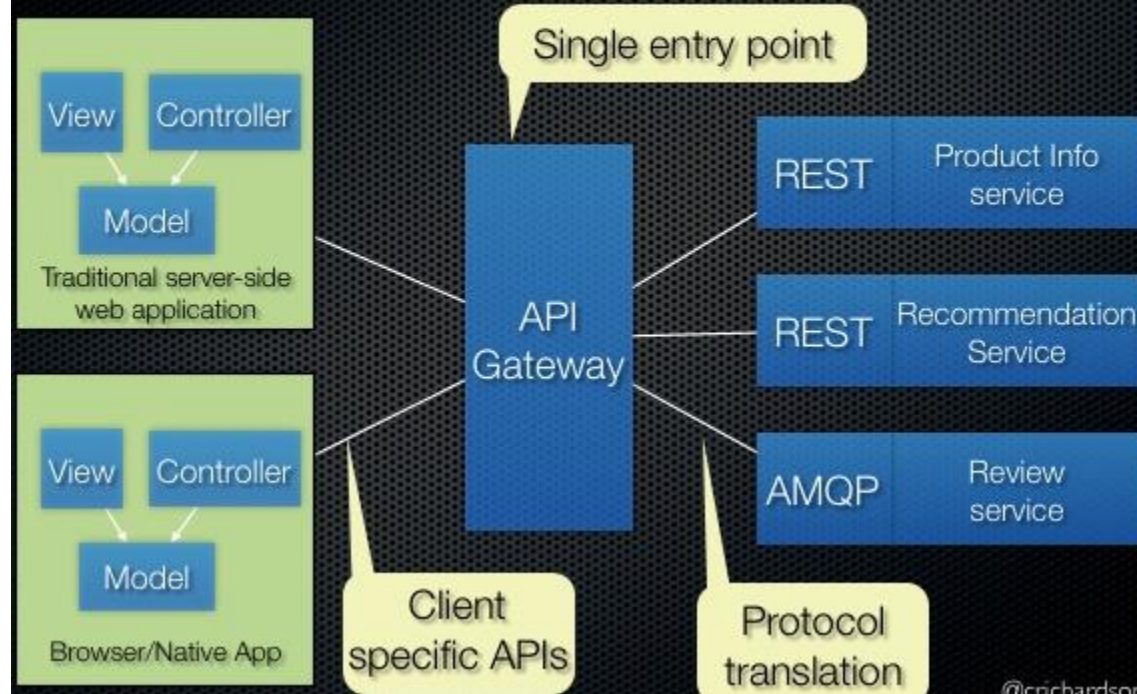 Single entry point
View
Controller
Model
Traditional server-side
web application
View
Controller
Model
Browser/Native App
API
Gateway
Client
specific APIs
Protocol
translation
REST
Product Info
service
REST
Recommendation
Service
AMQP
Review
service